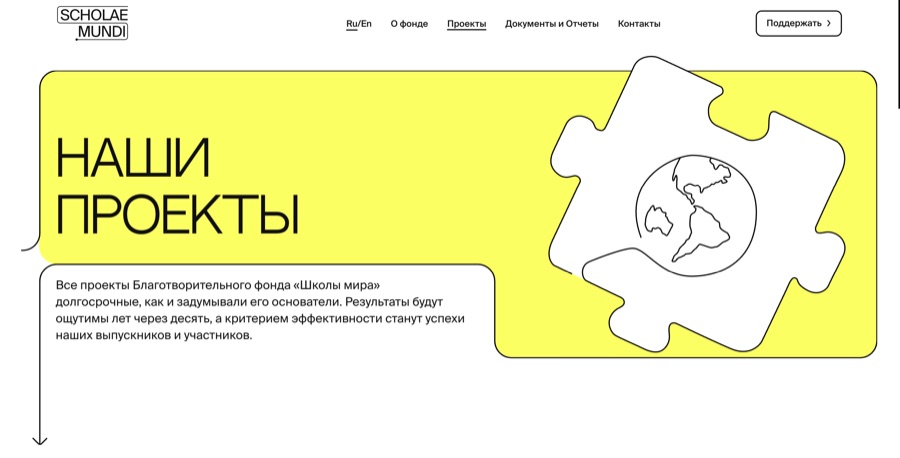 SCHOLAE
MUNDI
Ru/En
О фонде
Проекты
Документы и Отчеты
Контакты
Поддержать
НАШИ
ПРОЕКТЫ
Все проекты Благотворительного фонда «Школы мира»
долгосрочные, как и задумывали его основатели. Результаты будут
ощутимы лет через десять, а критерием эффективности станут успехи
наших выпускников и участников.